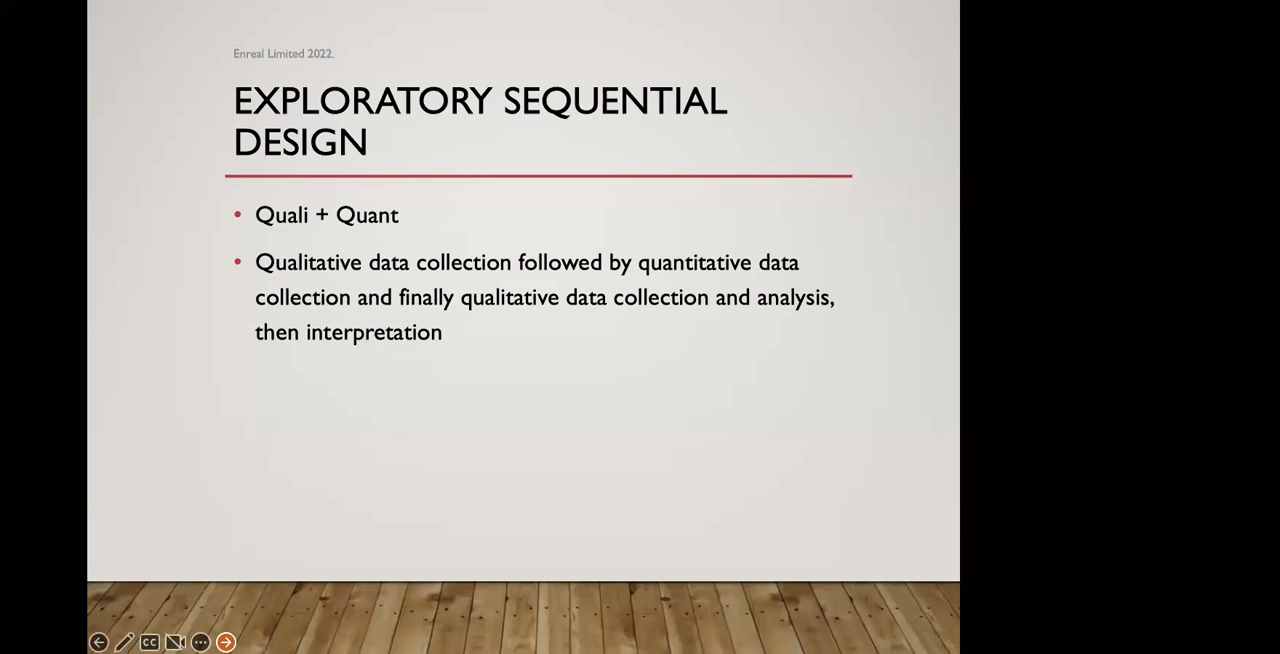 Enreal Limited 2022.
EXPLORATORY SEQUENTIAL
DESIGN
• Quali + Quant
• Qualitative data collection followed by quantitative data
collection and finally qualitative data collection and analysis,
then interpretation
CC